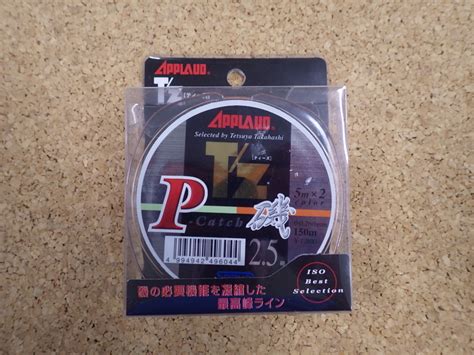 APPLAUD
T'z
APPLAUD
Selected by Tetsuya Takahashi
T'z
[ティーズ]
5m×2
color
P-Catch
磯
150m
2.5号
4 994942 496044
ISO
Best
Selection
磯の必要機能を凝縮した
最高峰ライン